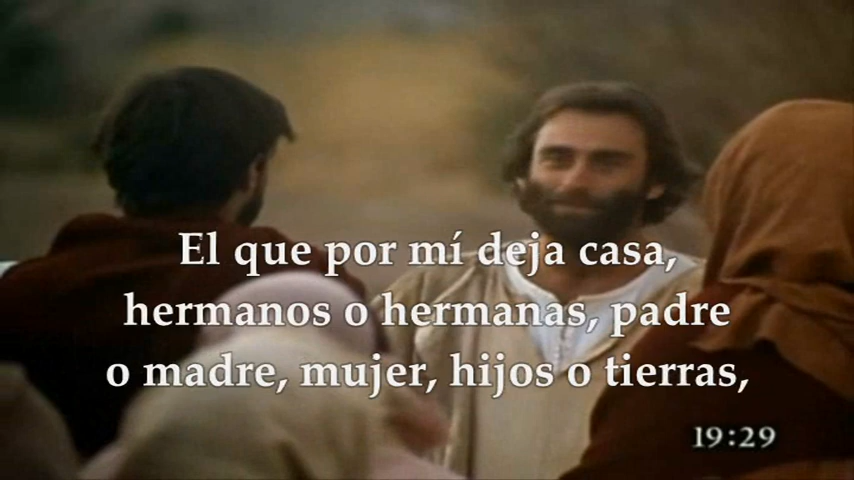 El que por mí deja casa,
hermanos o hermanas, padre
o madre, mujer, hijos o tierras,
19:29